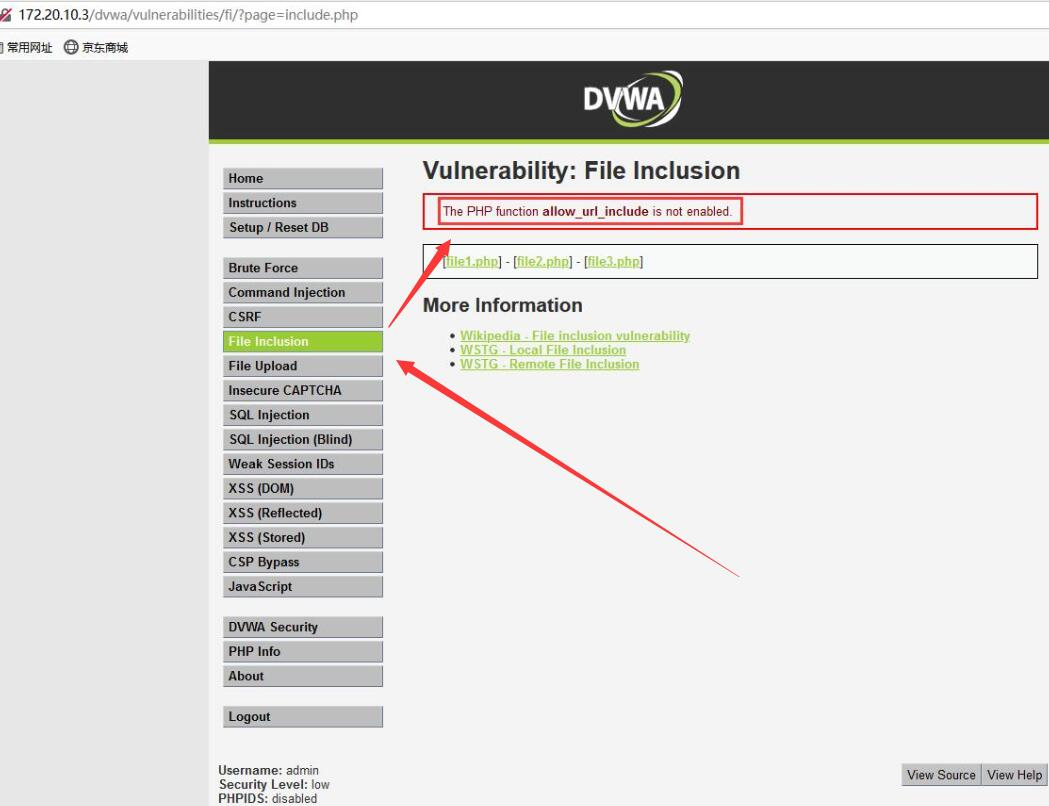 172.20.10.3/dvwa/vulnerabilities/fi/?page=include.php
常用网址 京东商城
DVWA
Home
Instructions
Setup / Reset DB
Brute Force
Command Injection
CSRF
File Inclusion
File Upload
Insecure CAPTCHA
SQL Injection
SQL Injection (Blind)
Weak Session IDs
XSS (DOM)
XSS (Reflected)
XSS (Stored)
CSP Bypass
JavaScript
DVWA Security
PHP Info
About
Logout
Vulnerability: File Inclusion
The PHP function allow_url_include is not enabled.
[file1.php] - [file2.php] - [file3.php]
More Information
• Wikipedia - File inclusion vulnerability
• WSTG - Local File Inclusion
• WSTG - Remote File Inclusion
Username: admin
Security Level: low
PHPIDS: disabled
View Source View Help